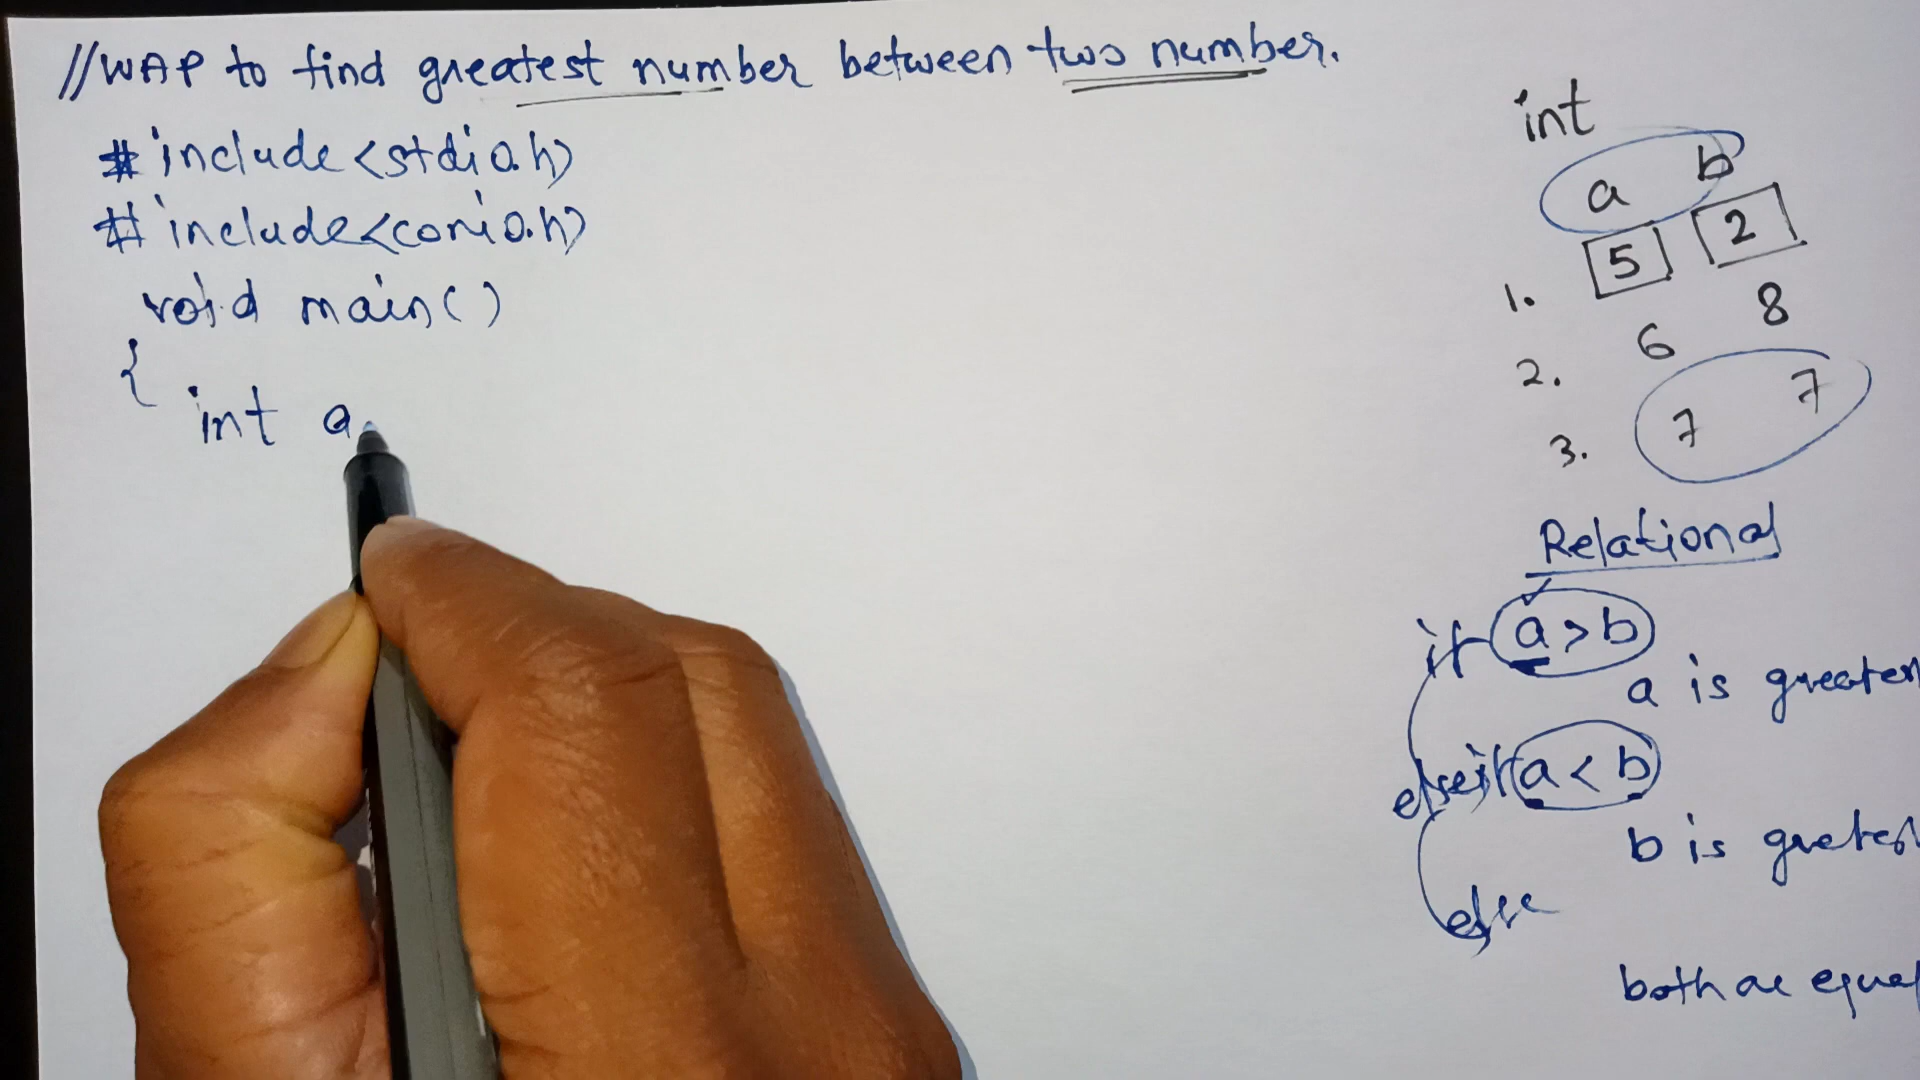 //WAP to find greatest number between two number.
#include<stdio.h>
#include<conio.h>
void main()
{
int a
int
a b
1. 5 2
2. 6 8
3. 7 7
Relational
if a>b
a is greater
else if a<b
b is greter
else
both are equal